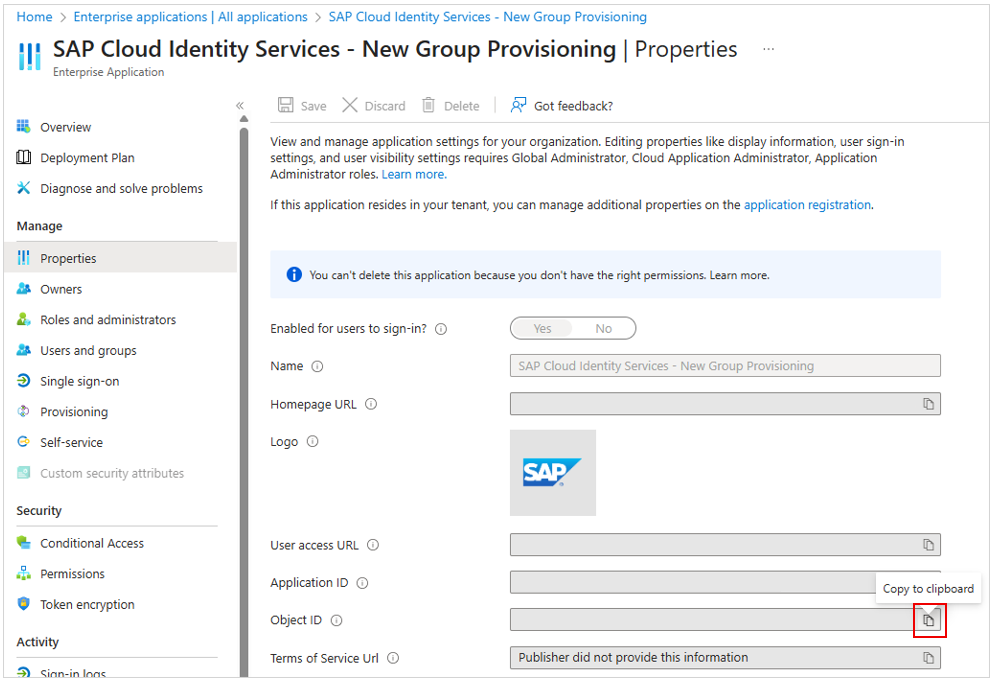 Home > Enterprise applications | All applications > SAP Cloud Identity Services - New Group Provisioning
SAP Cloud Identity Services - New Group Provisioning | Properties ...
Enterprise Application
«
Overview
Deployment Plan
Diagnose and solve problems
Manage
Properties
Owners
Roles and administrators
Users and groups
Single sign-on
Provisioning
Self-service
Custom security attributes
Security
Conditional Access
Permissions
Token encryption
Activity
Sign-in logs
Save Discard Delete | Got feedback?
View and manage application settings for your organization. Editing properties like display information, user sign-in
settings, and user visibility settings requires Global Administrator, Cloud Application Administrator, Application
Administrator roles. Learn more.
If this application resides in your tenant, you can manage additional properties on the application registration.
You can't delete this application because you don't have the right permissions. Learn more.
Enabled for users to sign-in? Yes No
Name SAP Cloud Identity Services - New Group Provisioning
Homepage URL
Logo
SAP
User access URL
Application ID
Copy to clipboard
Object ID
Terms of Service Url Publisher did not provide this information